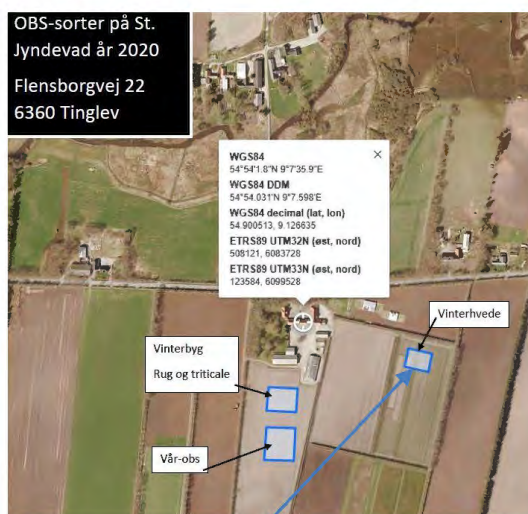 OBS-sorter på St.
Jyndevad år 2020
Flensborgvej 22
6360 Tinglev
WGS84
54°54'1.8"N 9°7'35.9"E
WGS84 DDM
54°54.031'N 9°7.598'E
WGS84 decimal (lat, lon)
54.900513, 9.126635
ETRS89 UTM32N (øst, nord)
508121, 6083728
ETRS89 UTM33N (øst, nord)
123584, 6099528
Vinterhvede
Vinterbyg
Rug og triticale
Vår-obs